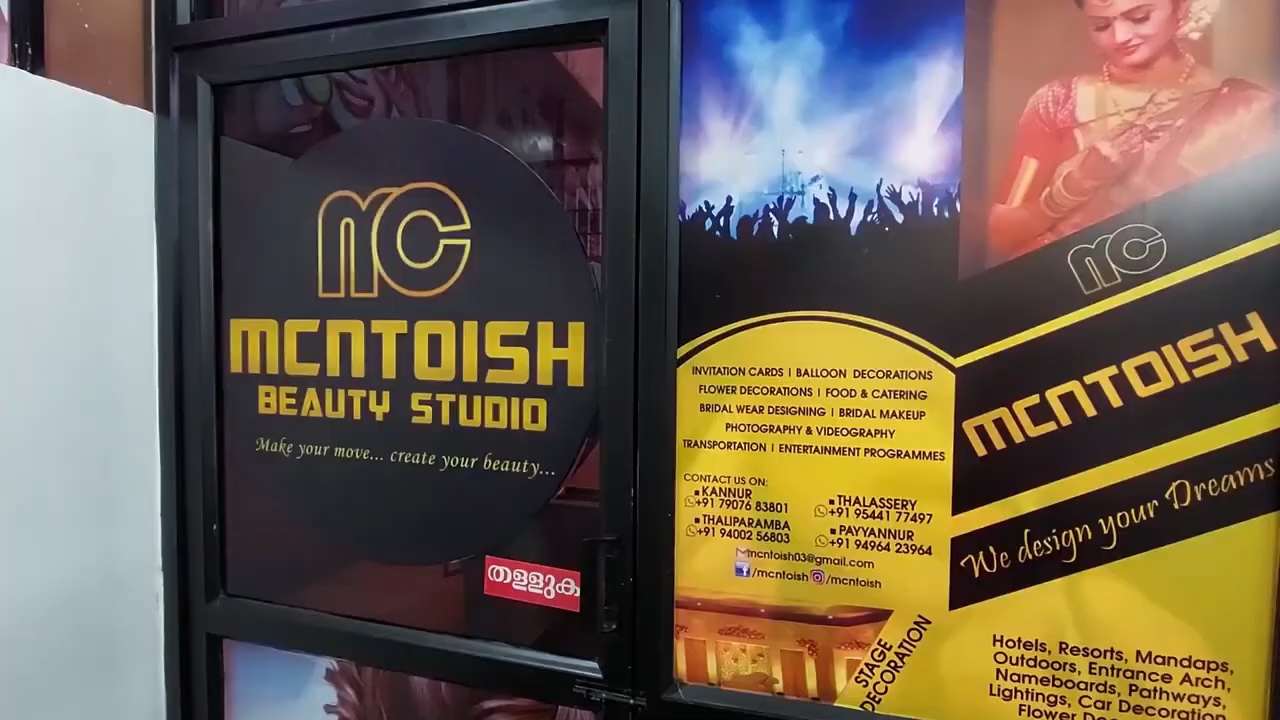 mc
MCNTOISH
BEAUTY STUDIO
Make your move... create your beauty...
തള്ളുക
INVITATION CARDS | BALLOON DECORATIONS
FLOWER DECORATIONS | FOOD & CATERING
BRIDAL WEAR DESIGNING | BRIDAL MAKEUP
PHOTOGRAPHY & VIDEOGRAPHY
TRANSPORTATION | ENTERTAINMENT PROGRAMMES
CONTACT US ON:
KANNUR
+91 79076 83801
THALASSERY
+91 95441 77497
THALIPARAMBA
+91 94002 56803
PAYYANNUR
+91 94964 23964
mcntoish03@gmail.com
/mcntoish /mcntoish
STAGE
DECORATION
mc
MCNTOISH
We design your Dreams
Hotels, Resorts, Mandaps,
Outdoors, Entrance Arch,
Nameboards, Pathways,
Lightings, Car Decorations,
Flower